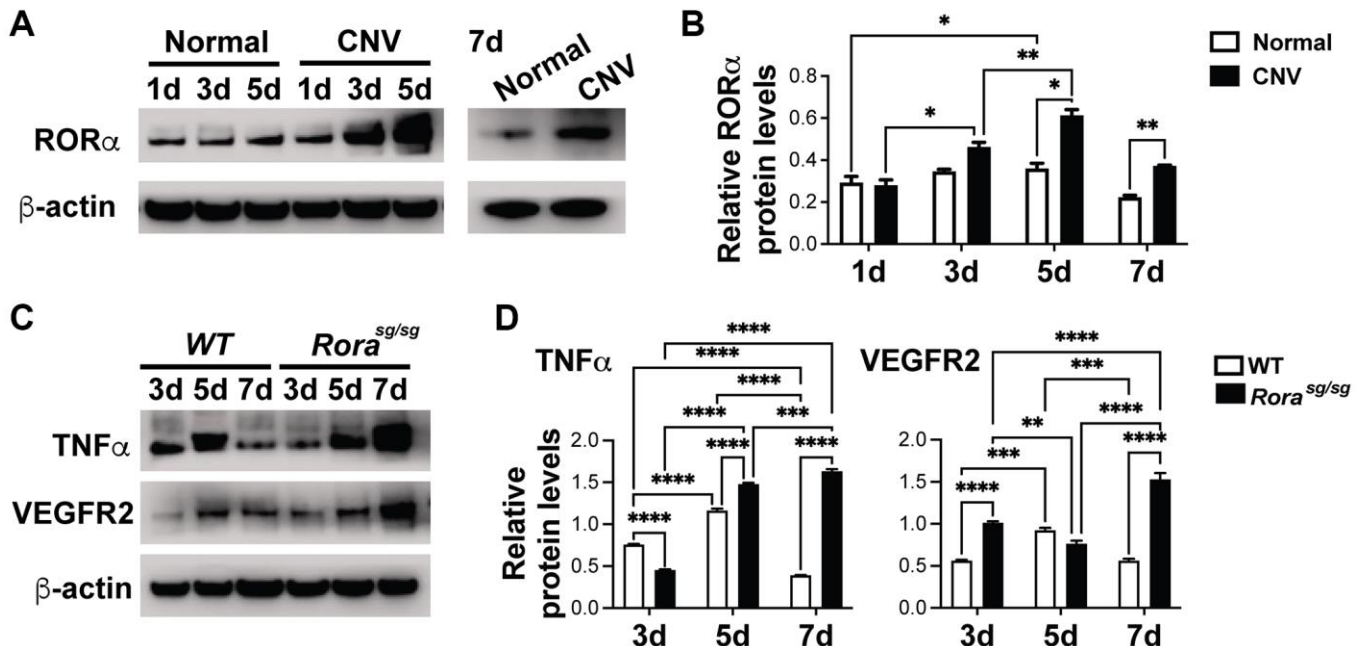 A
Normal CNV
1d 3d 5d 1d 3d 5d
7d
Normal CNV
RORα
β-actin
B
Normal
CNV
Relative RORα
protein levels
0.8
0.6
0.4
0.2
0.0
*
**
*
*
**
1d 3d 5d 7d
C
WT Rora sg/sg
3d 5d 7d 3d 5d 7d
TNFα
VEGFR2
β-actin
D
TNFα
Relative
protein levels
2.0
1.5
1.0
0.5
0.0
****
****
****
****
***
****
****
****
****
3d 5d 7d
VEGFR2
2.0
1.5
1.0
0.5
0.0
****
***
**
****
***
****
****
3d 5d 7d
WT
Rora sg/sg